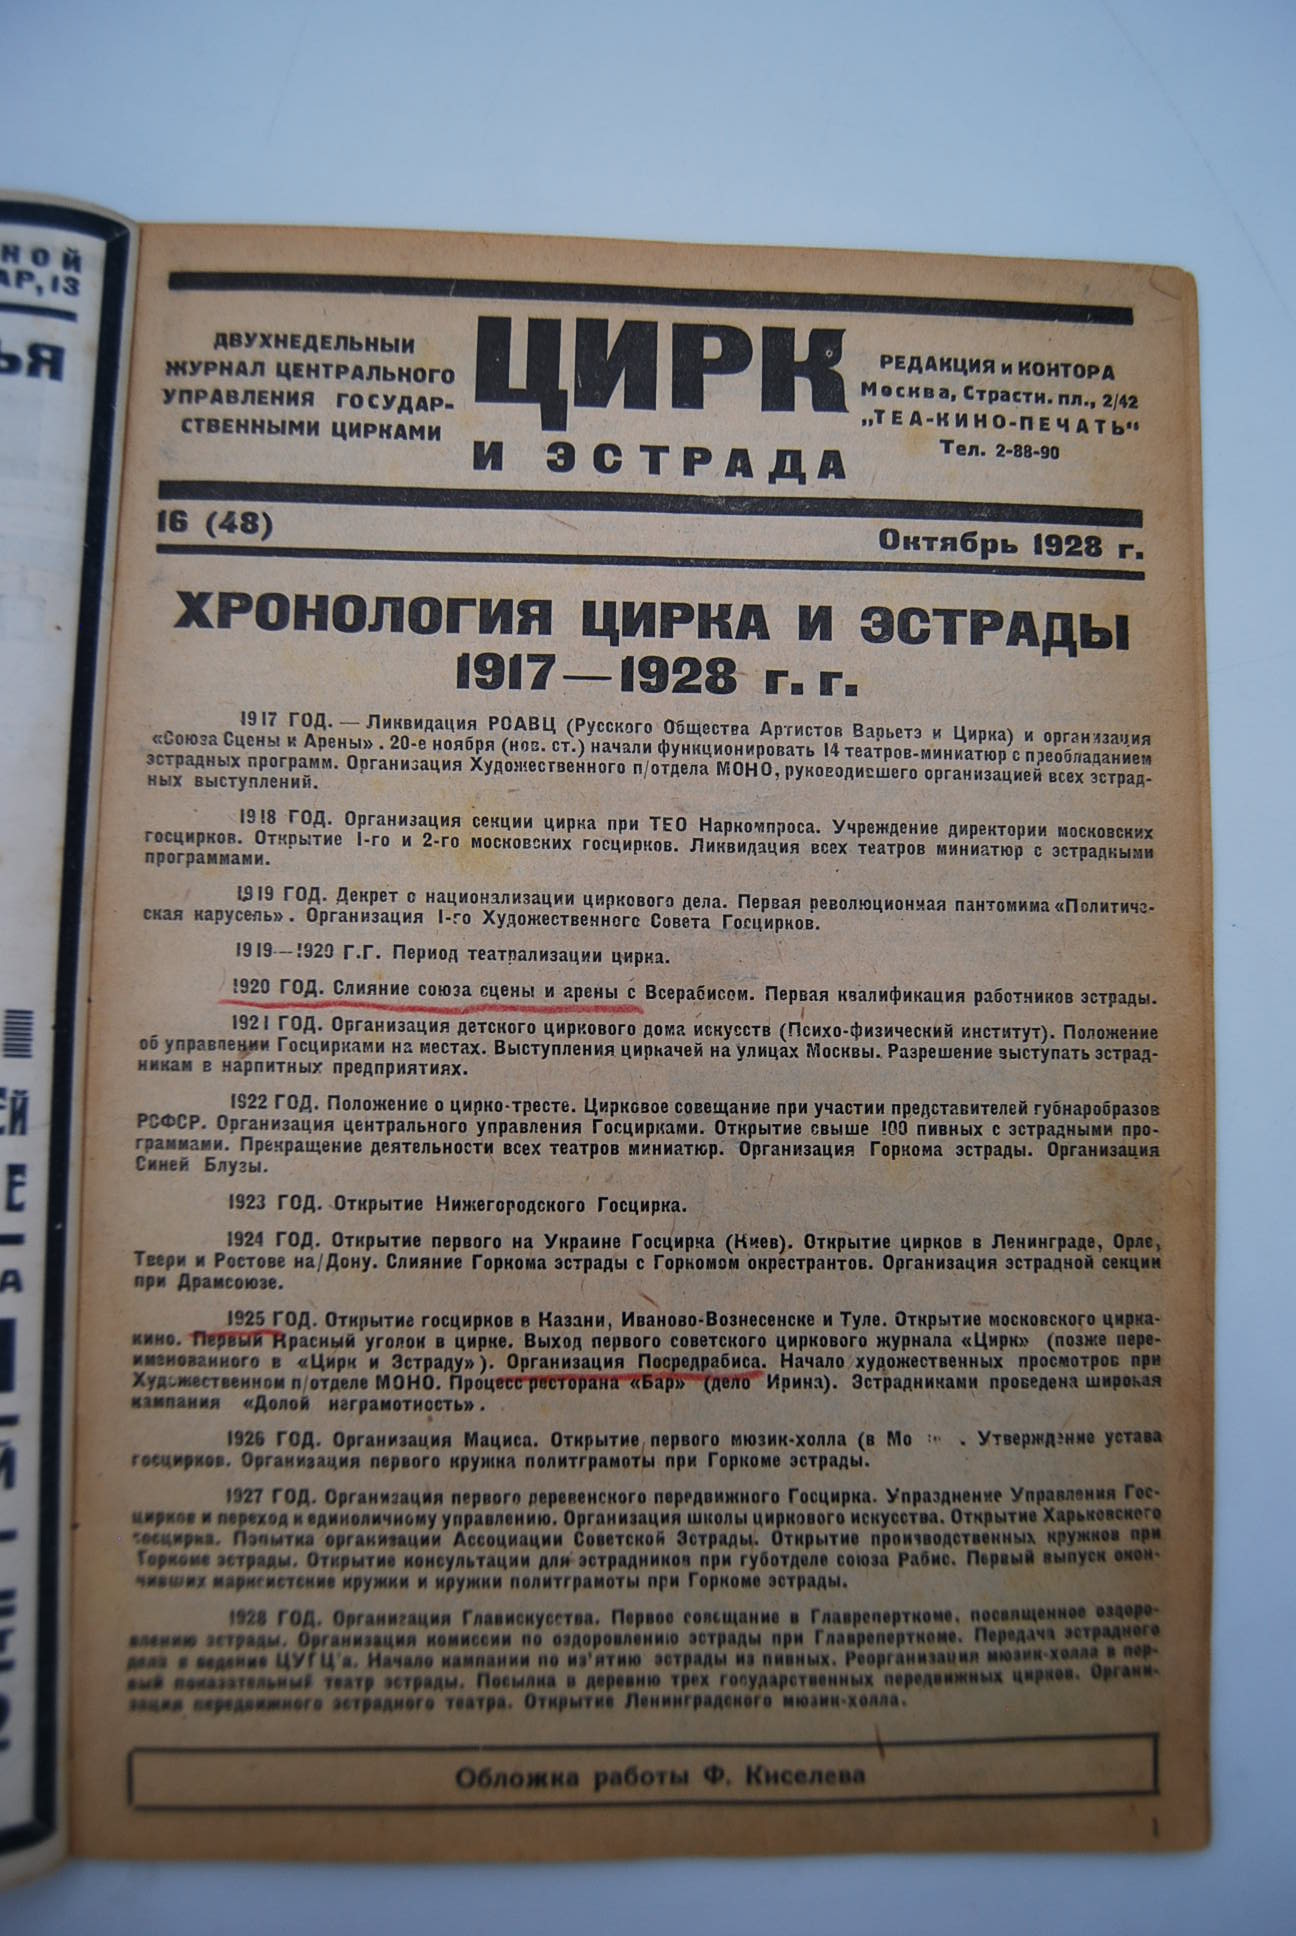 НОЙ
АР, 13
ЬЯ
ДВУХНЕДЕЛЬНЫЙ
ЖУРНАЛ ЦЕНТРАЛЬНОГО
УПРАВЛЕНИЯ ГОСУДАР-
СТВЕННЫМИ ЦИРКАМИ
ЦИРК
И ЭСТРАДА
РЕДАКЦИЯ и КОНТОРА
Москва, Страстн. пл., 2/42
„ТЕА-КИНО-ПЕЧАТЬ“
Тел. 2-88-90
16 (48)
Октябрь 1928 г.
ХРОНОЛОГИЯ ЦИРКА И ЭСТРАДЫ
1917—1928 г. г.
1917 ГОД. — Ликвидация РОАВЦ (Русского Общества Артистов Варьетэ и Цирка) и организация
«Союза Сцены и Арены». 20-е ноября (нов. ст.) начали функционировать 14 театров-миниатюр с преобладанием
эстрадных программ. Организация Художественного п/отдела МОНО, руководившего организацией всех эстрад-
ных выступлений.
1918 ГОД. Организация секции цирка при ТЕО Наркомпроса. Учреждение директории московских
госцирков. Открытие 1-го и 2-го московских госцирков. Ликвидация всех театров миниатюр с эстрадными
программами.
1919 ГОД. Декрет о национализации циркового дела. Первая революционная пантомима «Политиче-
ская карусель». Организация 1-го Художественного Совета Госцирков.
1919—1920 Г.Г. Период театрализации цирка.
1920 ГОД. Слияние союза сцены и арены с Всерабисом. Первая квалификация работников эстрады.
1921 ГОД. Организация детского циркового дома искусств (Психо-физический институт). Положение
об управлении Госцирками на местах. Выступления циркачей на улицах Москвы. Разрешение выступать эстрад-
никам в нарпитных предприятиях.
1922 ГОД. Положение о цирко-тресте. Цирковое совещание при участии представителей губнаробразов
РСФСР. Организация центрального управления Госцирками. Открытие свыше 100 пивных с эстрадными про-
граммами. Прекращение деятельности всех театров миниатюр. Организация Горкома эстрады. Организация
Синей Блузы.
1923 ГОД. Открытие Нижегородского Госцирка.
1924 ГОД. Открытие первого на Украине Госцирка (Киев). Открытие цирков в Ленинграде, Орле,
Твери и Ростове на/Дону. Слияние Горкома эстрады с Горкомом окрестрантов. Организация эстрадной секции
при Драмсоюзе.
1925 ГОД. Открытие госцирков в Казани, Иваново-Вознесенске и Туле. Открытие московского цирка-
кино. Первый Красный уголок в цирке. Выход первого советского циркового журнала «Цирк» (позже пере-
именованного в «Цирк и Эстраду»). Организация Посредрабиса. Начало художественных просмотров при
Художественном п/отделе МОНО. Процесс ресторана «Бар» (дело Ирина). Эстрадниками проведена широкая
кампания «Долой неграмотность».
1926 ГОД. Организация Мациса. Открытие первого мюзик-холла (в Мо . Утверждение устава
госцирков. Организация первого кружка политграмоты при Горкоме эстрады.
1927 ГОД. Организация первого деревенского передвижного Госцирка. Упразднение Управления Гос-
цирков и переход к единоличному управлению. Организация школы циркового искусства. Открытие Харьковского
госцирка. Попытка организации Ассоциации Советской Эстрады. Открытие производственных кружков при
Горкоме эстрады. Открытие консультации для эстрадников при губотделе союза Рабис. Первый выпуск окон-
чивших марксистские кружки и кружки политграмоты при Горкоме эстрады.
1928 ГОД. Организация Главискусства. Первое совещание в Главреперткоме, посвященное оздоро-
влению эстрады. Организация комиссии по оздоровлению эстрады при Главреперткоме. Передача эстрадного
дела в ведение ЦУГЦ'а. Начало кампании по из'ятию эстрады из пивных. Реорганизация мюзик-холла в пер-
вый показательный театр эстрады. Посылка в деревню трех государственных передвижных цирков. Органи-
зация передвижного эстрадного театра. Открытие Ленинградского мюзик-холла.
Обложка работы Ф. Киселева
1